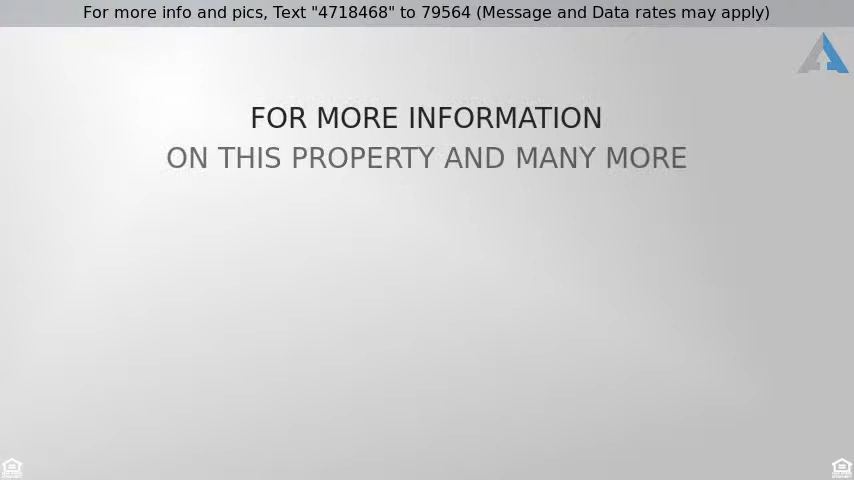 For more info and pics, Text "4718468" to 79564 (Message and Data rates may apply)
FOR MORE INFORMATION
ON THIS PROPERTY AND MANY MORE